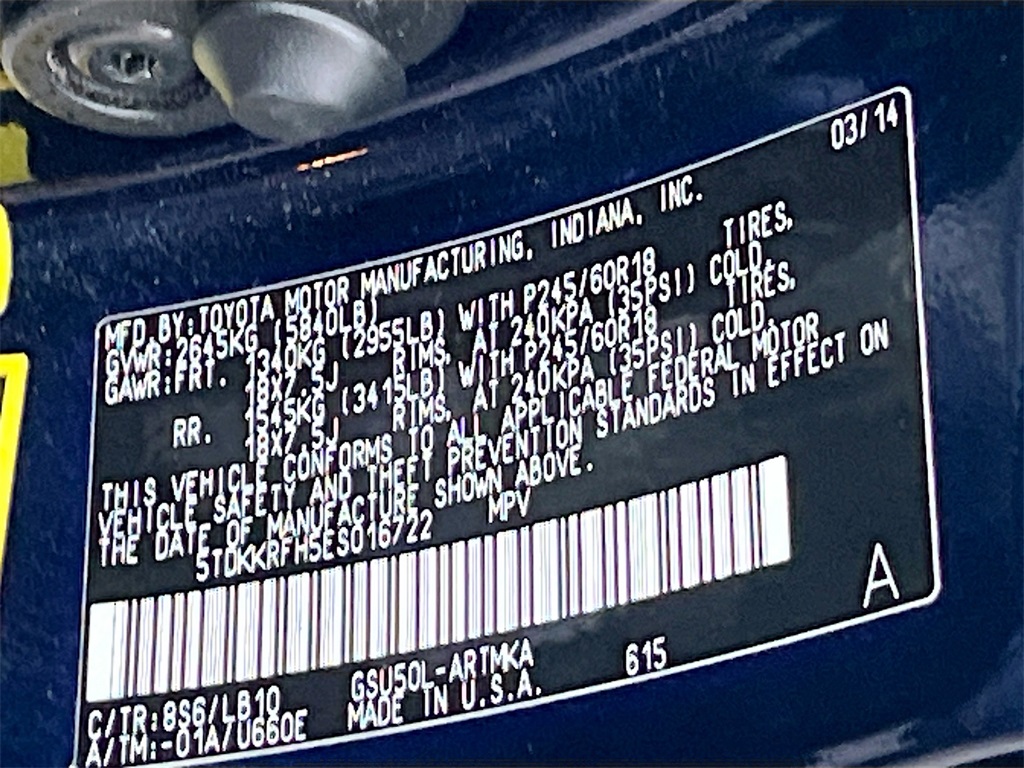 03/14
MFD. BY: TOYOTA MOTOR MANUFACTURING, INDIANA, INC.
GVWR: 2645KG (5840LB)
GAWR: FRT. 1340KG (2955LB) WITH P245/60R18 TIRES,
18X7.5J RIMS, AT 240KPA (35PSI) COLD.
RR. 1545KG (3415LB) WITH P245/60R18 TIRES,
18X7.5J RIMS, AT 240KPA (35PSI) COLD.
THIS VEHICLE CONFORMS TO ALL APPLICABLE FEDERAL MOTOR
VEHICLE SAFETY AND THEFT PREVENTION STANDARDS IN EFFECT ON
THE DATE OF MANUFACTURE SHOWN ABOVE.
5TDKKRFH5ES016722 MPV
A
C/TR: 8S6/LB10 GSU50L-ARTMKA 615
A/TM: -01A/U660E MADE IN U.S.A.